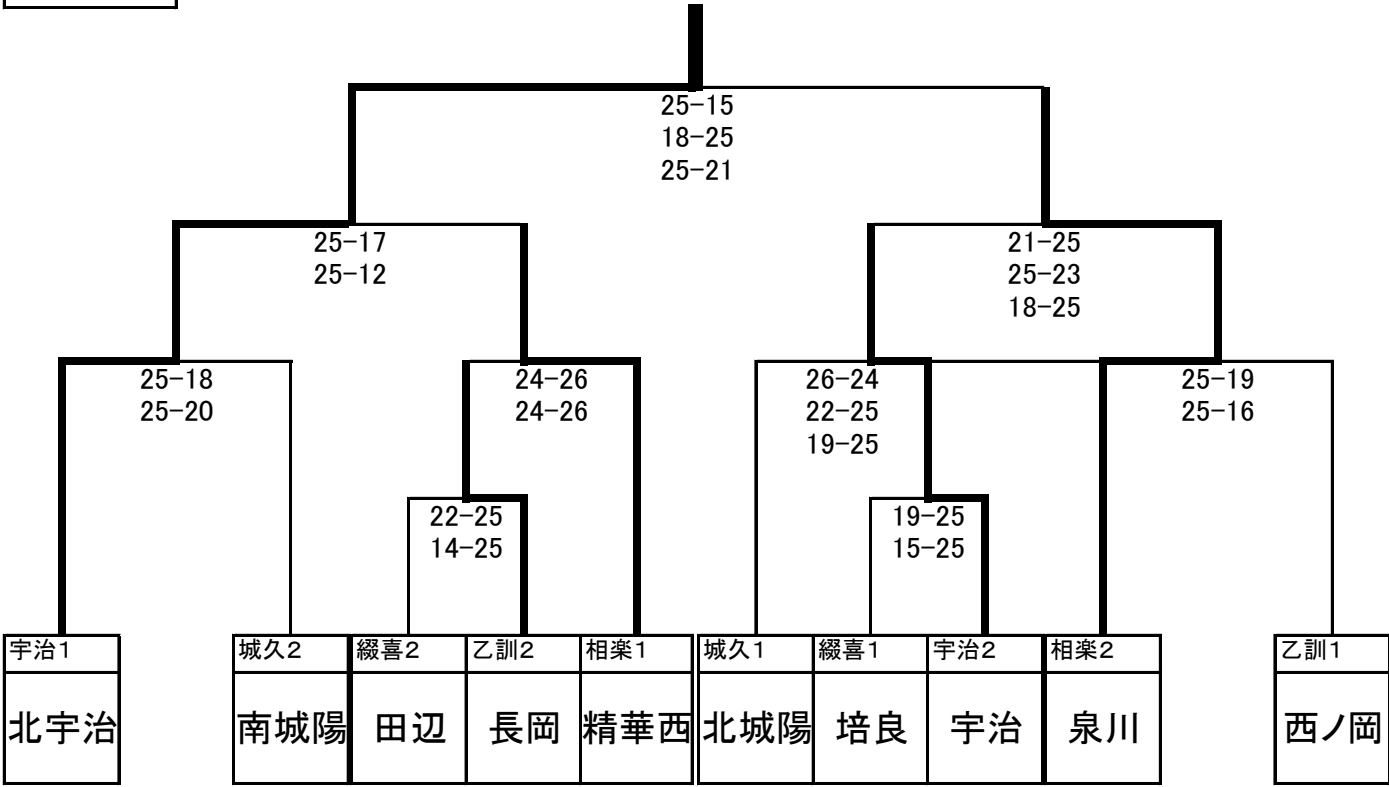 25-15
18-25
25-21
25-17
25-12
21-25
25-23
18-25
25-18
25-20
24-26
24-26
26-24
22-25
19-25
25-19
25-16
22-25
14-25
19-25
15-25
宇治1
城久2
綴喜2
乙訓2
相楽1
城久1
綴喜1
宇治2
相楽2
乙訓1
北宇治
南城陽
田辺
長岡
精華西
北城陽
培良
宇治
泉川
西ノ岡